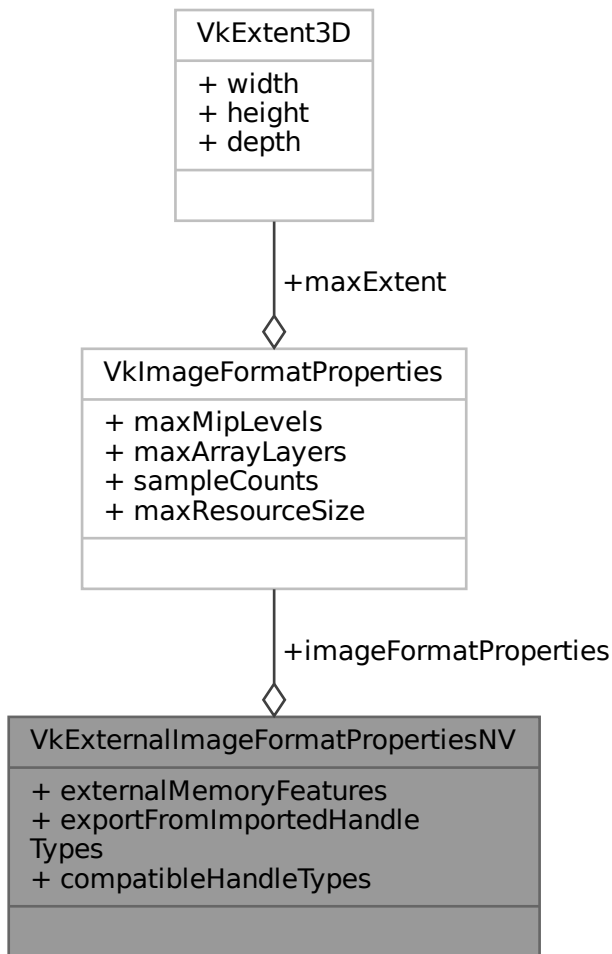 VkExtent3D
+ width
+ height
+ depth
+maxExtent
VkImageFormatProperties
+ maxMipLevels
+ maxArrayLayers
+ sampleCounts
+ maxResourceSize
+imageFormatProperties
VkExternalImageFormatPropertiesNV
+ externalMemoryFeatures
+ exportFromImportedHandle
Types
+ compatibleHandleTypes